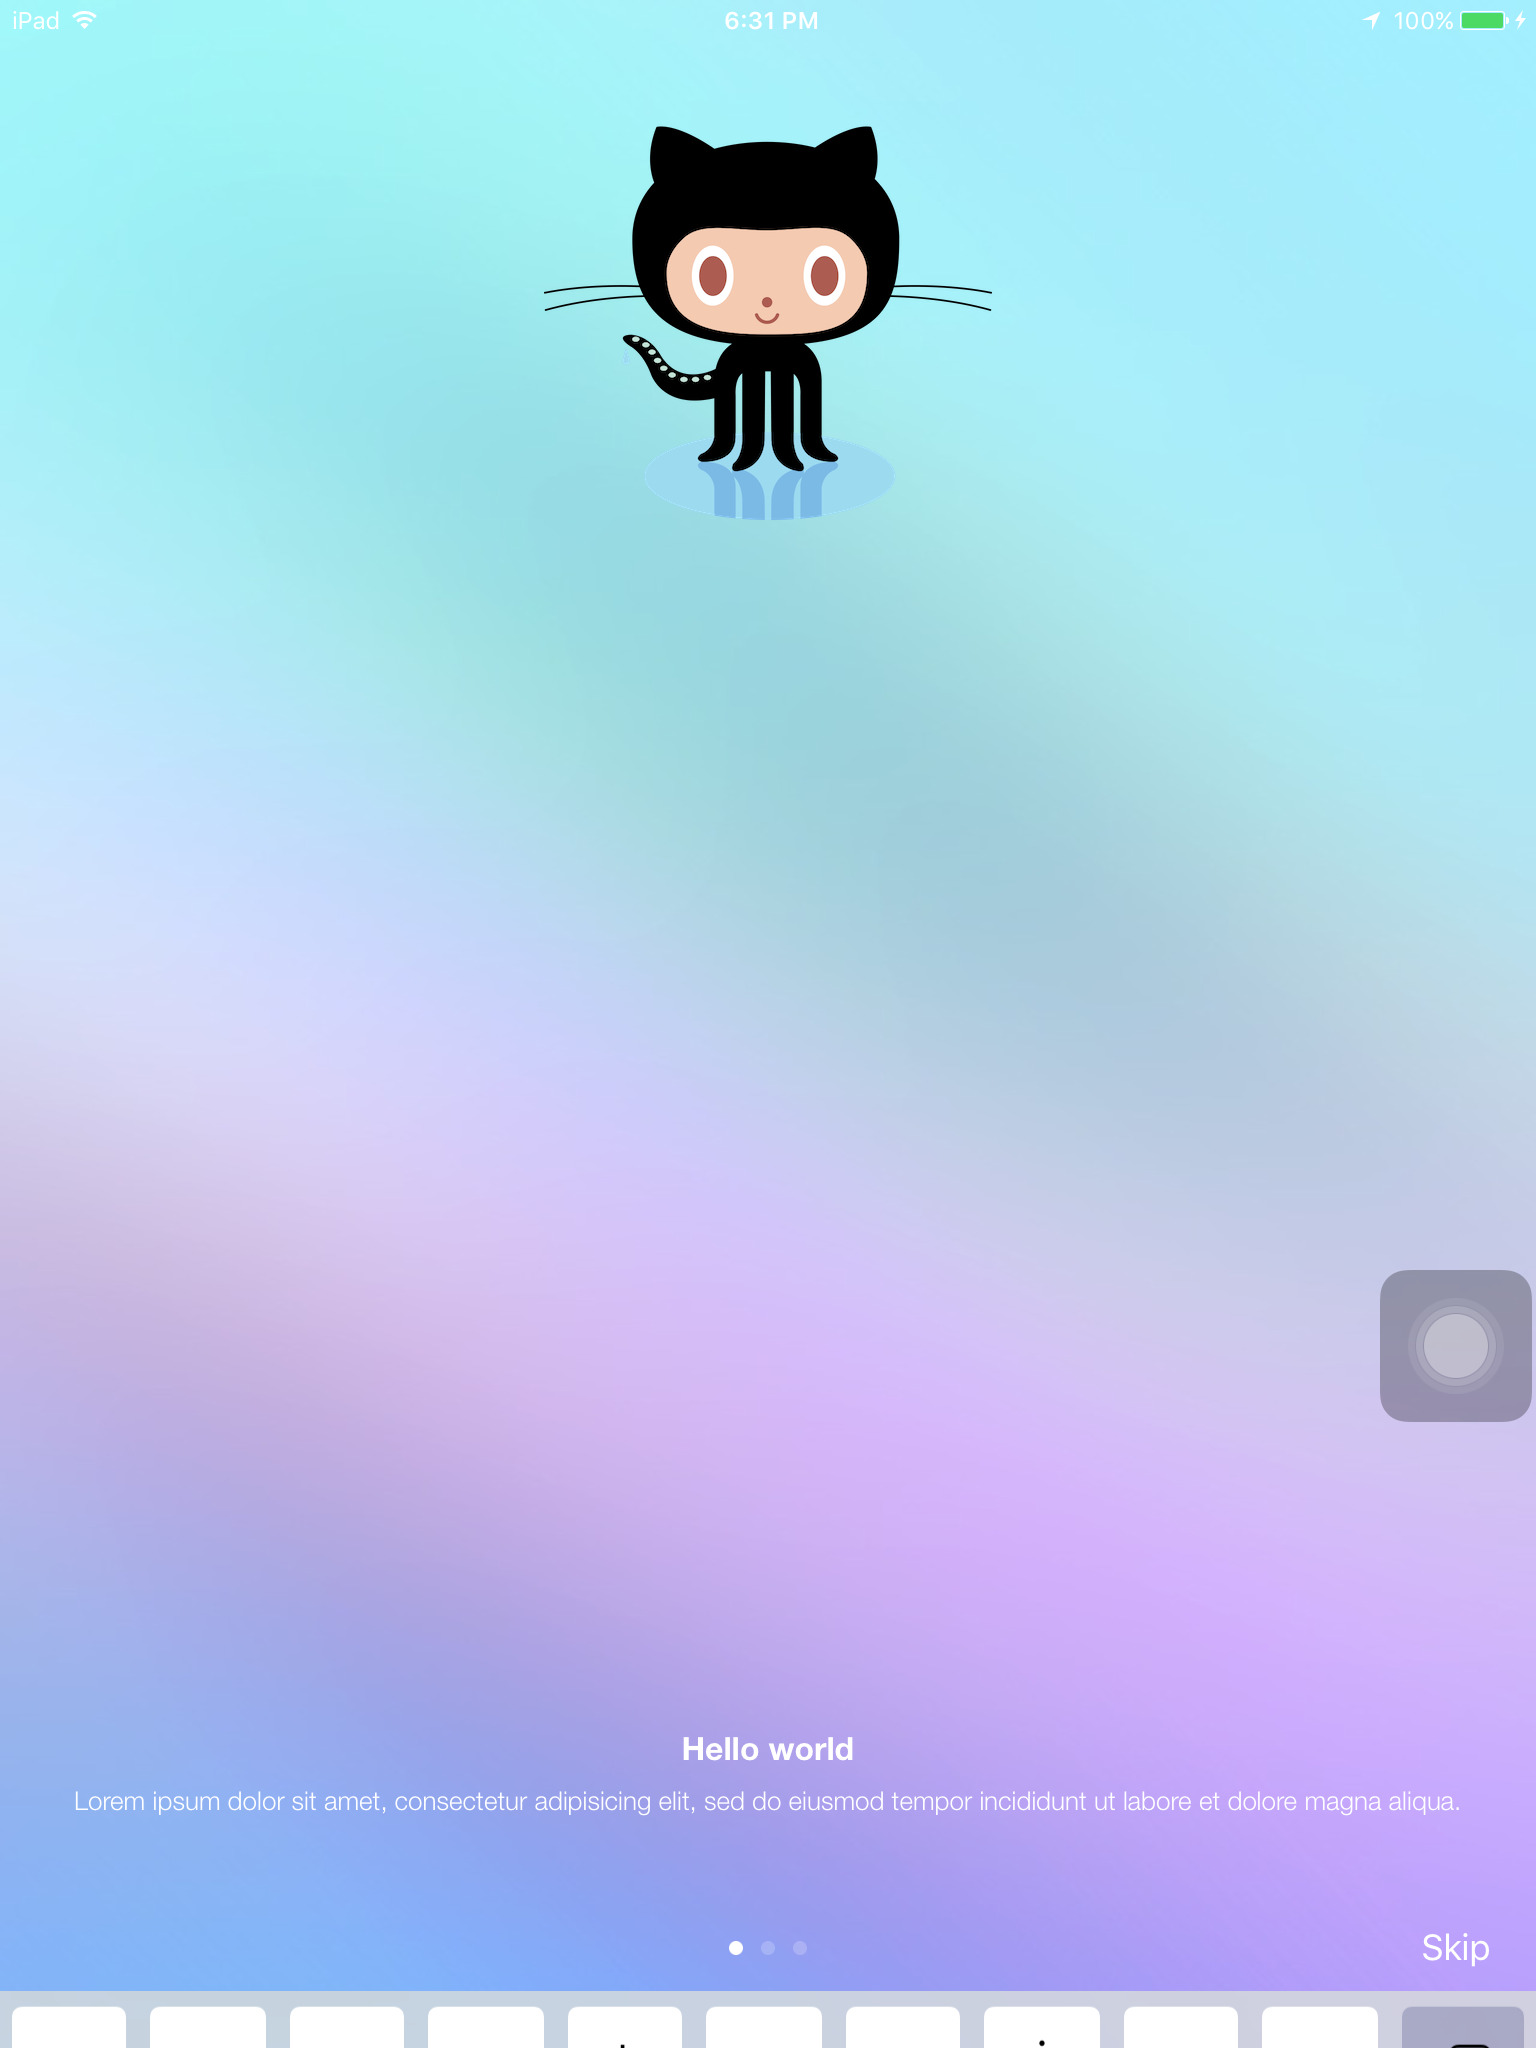 iPad 6:31 PM 100%
Hello world
Lorem ipsum dolor sit amet, consectetur adipisicing elit, sed do eiusmod tempor incididunt ut labore et dolore magna aliqua.
Skip